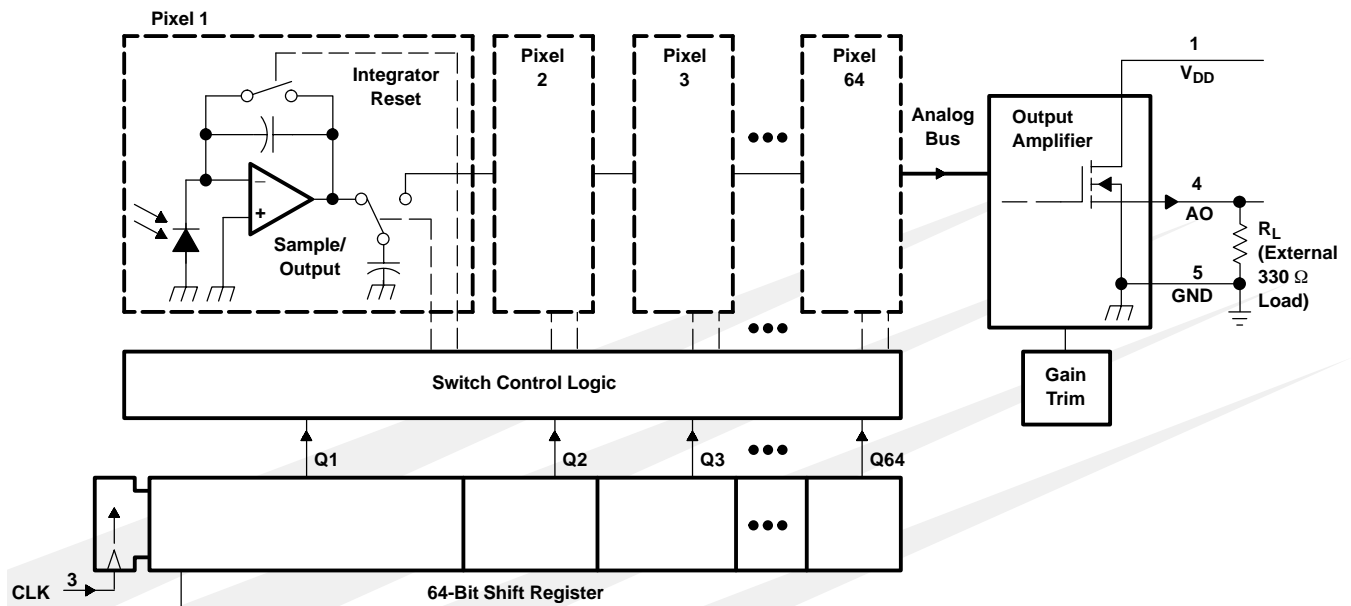 Pixel 1
Integrator
Reset
Sample/
Output
−
+
Pixel
2
Pixel
3
Pixel
64
Analog
Bus
Output
Amplifier
1
VDD
4
AO
RL
(External
330 Ω
Load)
5
GND
Gain
Trim
Switch Control Logic
Q1
Q2
Q3
Q64
CLK
3
64-Bit Shift Register